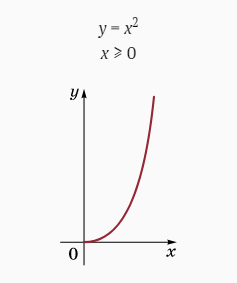 y = x²
x ⩾ 0
y
0
x